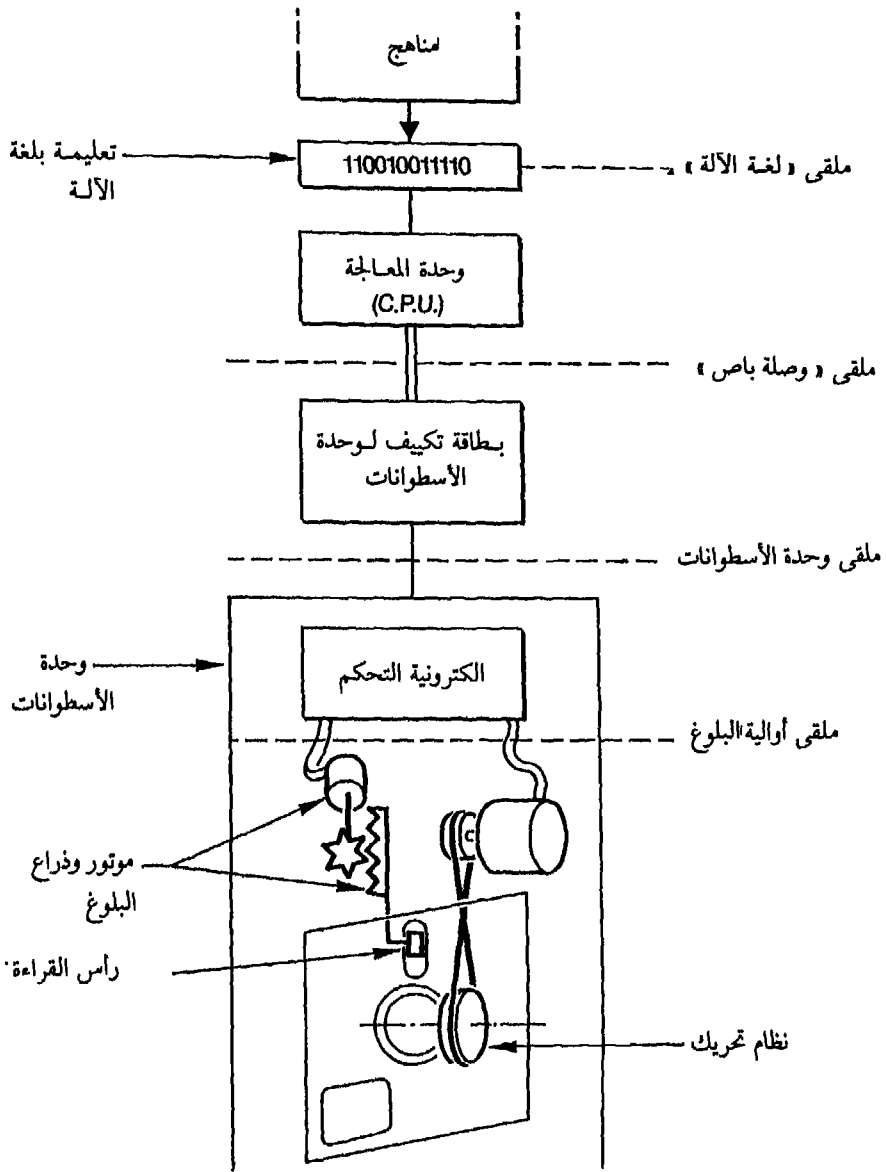 مناهج
تعليمة بلغة
الآلة
110010011110
ملقى « لغة الآلة »
وحدة المعالجة
(C.P.U.)
ملقى « وصلة باص »
بطاقة تكييف لوحدة
الأسطوانات
ملقى وحدة الأسطوانات
وحدة
الأسطوانات
الكترونية التحكم
ملقى أوالية البلوغ
موتور وذراع
البلوغ
رأس القراءة
نظام تحريك